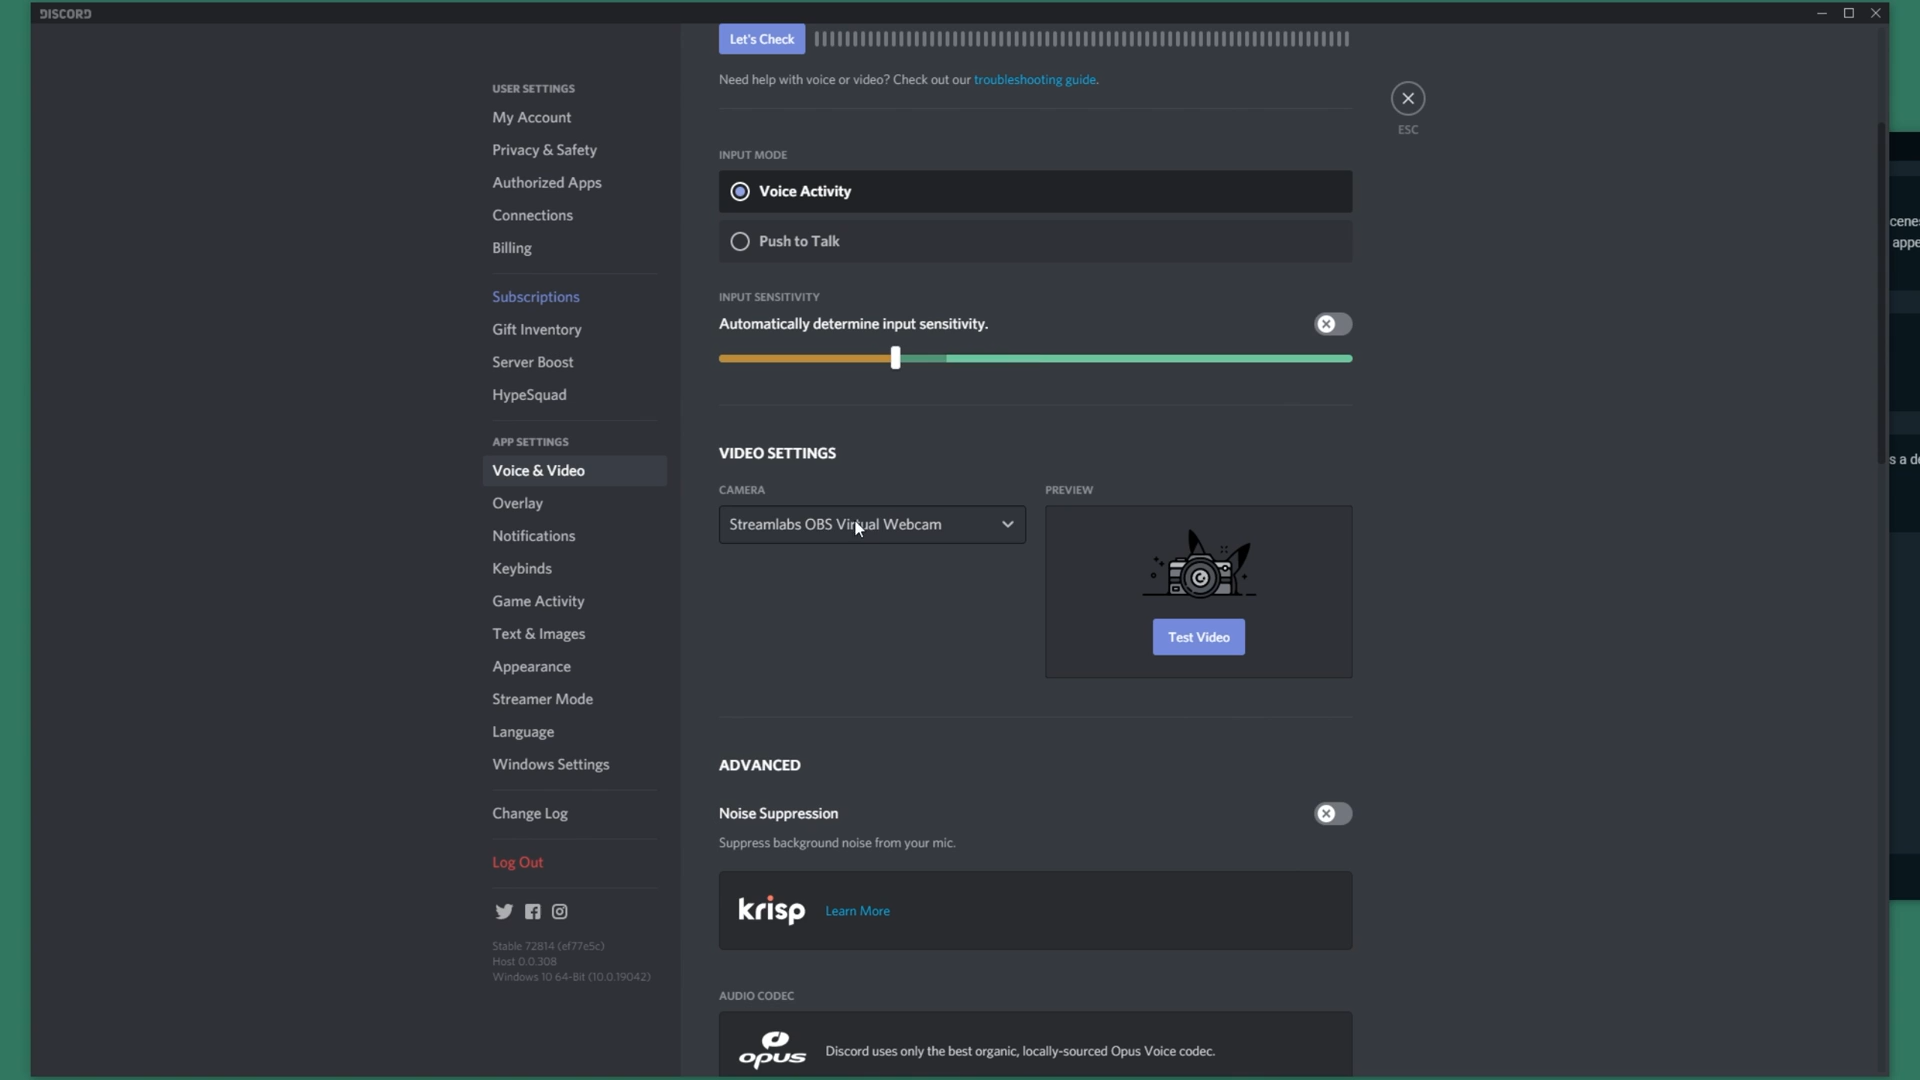 DISCORD
USER SETTINGS
My Account
Privacy & Safety
Authorized Apps
Connections
Billing
Subscriptions
Gift Inventory
Server Boost
HypeSquad
APP SETTINGS
Voice & Video
Overlay
Notifications
Keybinds
Game Activity
Text & Images
Appearance
Streamer Mode
Language
Windows Settings
Change Log
Log Out
Stable 72814 (ef77e5c)
Host 0.0.308
Windows 10 64-Bit (10.0.19042)
Let's Check
Need help with voice or video? Check out our troubleshooting guide.
INPUT MODE
Voice Activity
Push to Talk
INPUT SENSITIVITY
Automatically determine input sensitivity.
VIDEO SETTINGS
CAMERA
Streamlabs OBS Virtual Webcam
PREVIEW
Test Video
ADVANCED
Noise Suppression
Suppress background noise from your mic.
krisp Learn More
AUDIO CODEC
opus Discord uses only the best organic, locally-sourced Opus Voice codec.
ESC